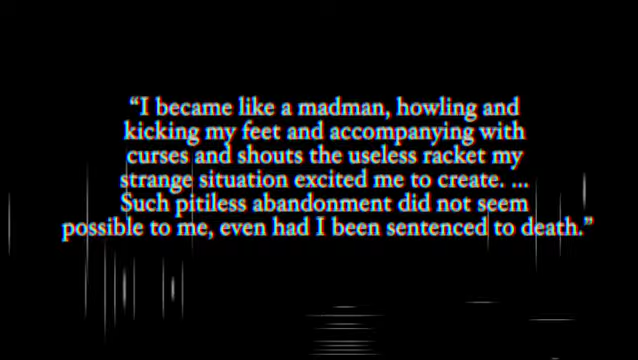 “I became like a madman, howling and
kicking my feet and accompanying with
curses and shouts the useless racket my
strange situation excited me to create. ...
Such pitiless abandonment did not seem
possible to me, even had I been sentenced to death.”